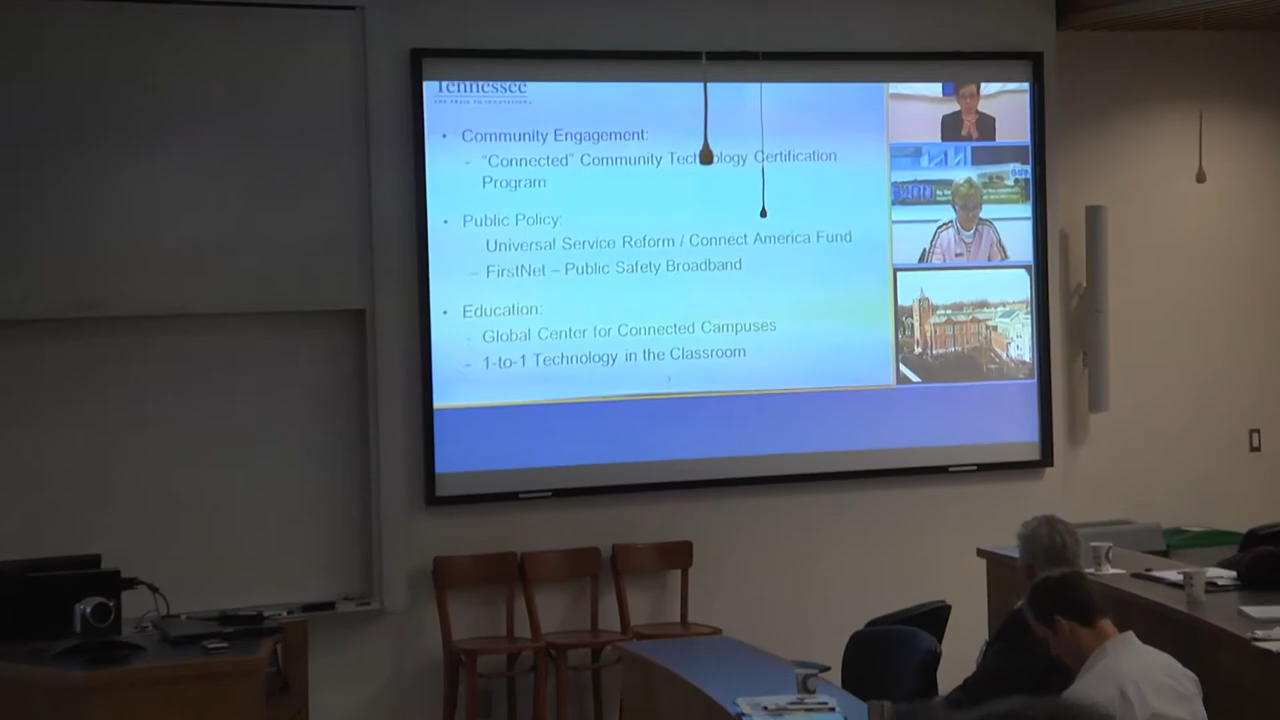 Tennessee
• Community Engagement:
- "Connected" Community Technology Certification
Program
• Public Policy:
Universal Service Reform / Connect America Fund
– FirstNet – Public Safety Broadband
• Education:
- Global Center for Connected Campuses
- 1-to-1 Technology in the Classroom